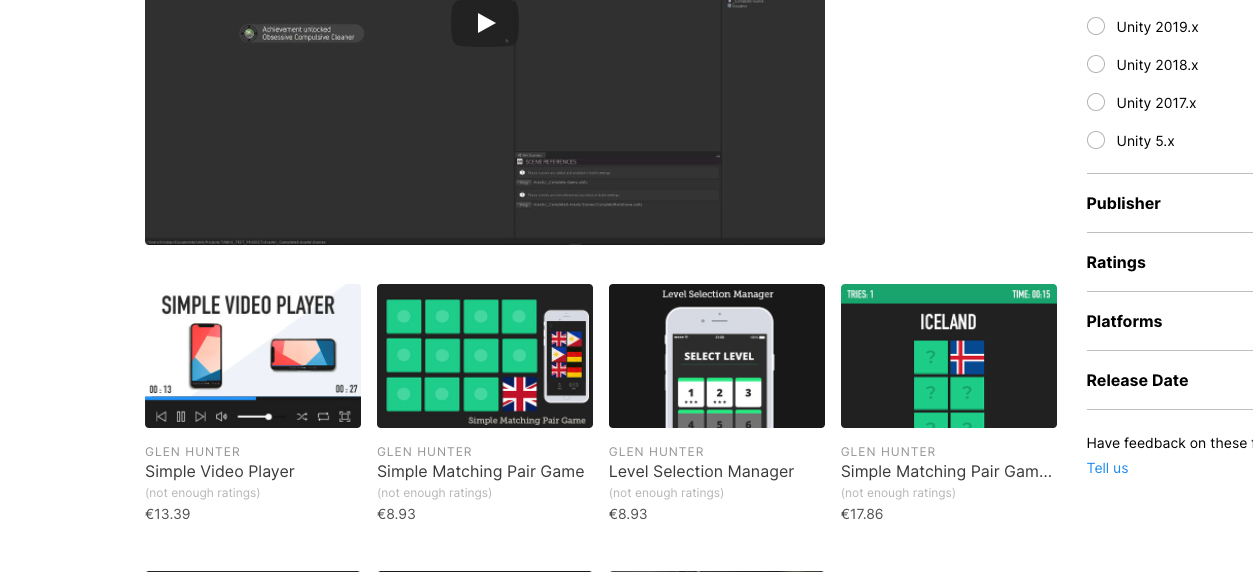 Achievement unlocked
Obsessive Compulsive Cleaner
SCENE REFERENCES
Unity 2019.x
Unity 2018.x
Unity 2017.x
Unity 5.x
Publisher
Ratings
Platforms
Release Date
Have feedback on these f
Tell us
SIMPLE VIDEO PLAYER
00 : 13
00 : 27
Simple Matching Pair Game
Level Selection Manager
SELECT LEVEL
1 2 3
4 5 6
TRIES: 1
TIME: 00:15
ICELAND
?
? ?
? ?
GLEN HUNTER
Simple Video Player
(not enough ratings)
€13.39
GLEN HUNTER
Simple Matching Pair Game
(not enough ratings)
€8.93
GLEN HUNTER
Level Selection Manager
(not enough ratings)
€8.93
GLEN HUNTER
Simple Matching Pair Gam...
(not enough ratings)
€17.86